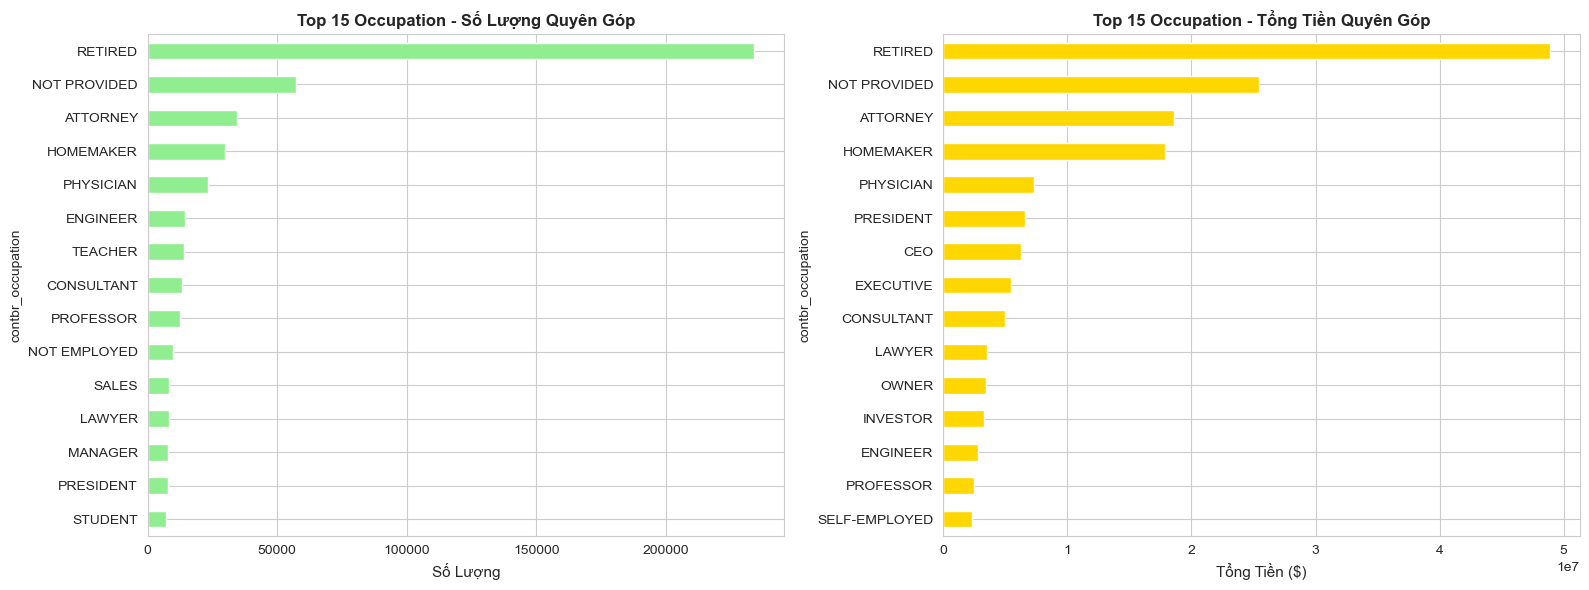 Top 15 Occupation - Số Lượng Quyên Góp
contbr_occupation
RETIRED
NOT PROVIDED
ATTORNEY
HOMEMAKER
PHYSICIAN
ENGINEER
TEACHER
CONSULTANT
PROFESSOR
NOT EMPLOYED
SALES
LAWYER
MANAGER
PRESIDENT
STUDENT
0 50000 100000 150000 200000
Số Lượng
Top 15 Occupation - Tổng Tiền Quyên Góp
contbr_occupation
RETIRED
NOT PROVIDED
ATTORNEY
HOMEMAKER
PHYSICIAN
PRESIDENT
CEO
EXECUTIVE
CONSULTANT
LAWYER
OWNER
INVESTOR
ENGINEER
PROFESSOR
SELF-EMPLOYED
0 1 2 3 4 5
1e7
Tổng Tiền ($)